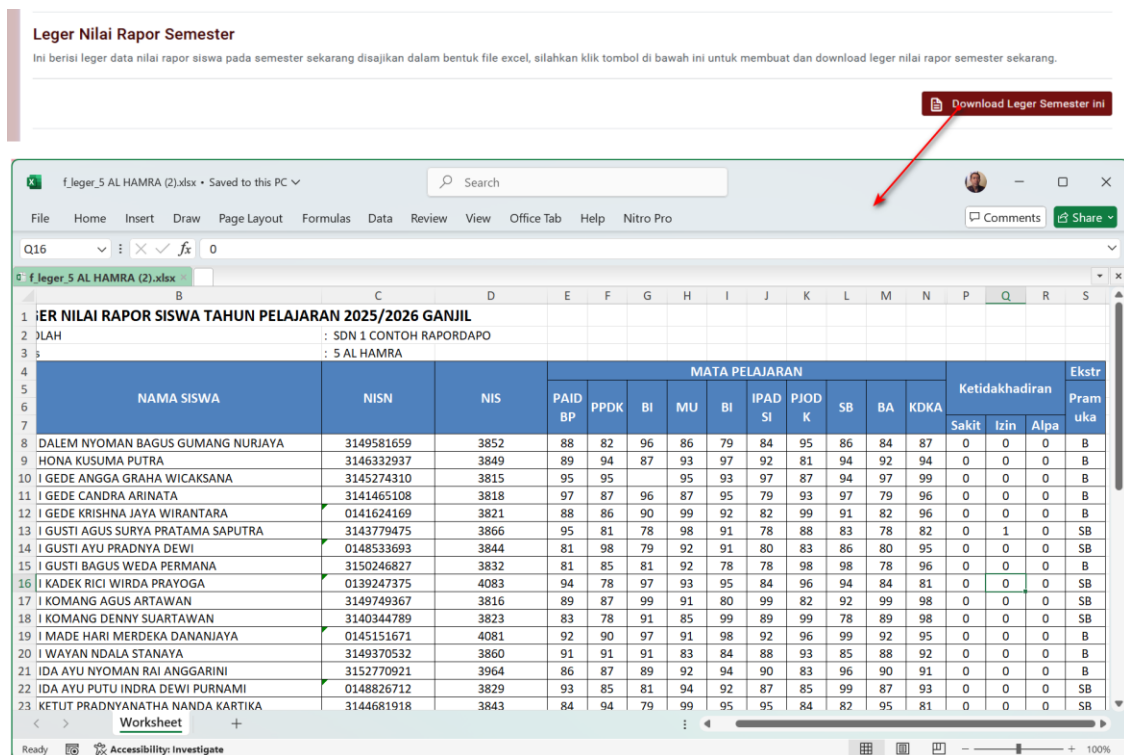 Leger Nilai Rapor Semester
Ini berisi leger data nilai rapor siswa pada semester sekarang disajikan dalam bentuk file excel, silahkan klik tombol di bawah ini untuk membuat dan download leger nilai rapor semester sekarang.
Download Leger Semester ini
f_leger_5 AL HAMRA (2).xlsx • Saved to this PC
Search
File Home Insert Draw Page Layout Formulas Data Review View Office Tab Help Nitro Pro
Comments Share
Q16 fx 0
f_leger_5 AL HAMRA (2).xlsx
B C D E F G H I J K L M N P Q R S
1 GER NILAI RAPOR SISWA TAHUN PELAJARAN 2025/2026 GANJIL
2 OLAH : SDN 1 CONTOH RAPORDAPO
3 s : 5 AL HAMRA
4 MATA PELAJARAN Ekstr
5 NAMA SISWA NISN NIS PAID BP PPDK BI MU BI IPAD SI PJOD K SB BA KDKA Ketidakhadiran Pram uka
6
7 Sakit Izin Alpa
8 DALEM NYOMAN BAGUS GUMANG NURJAYA 3149581659 3852 88 82 96 86 79 84 95 86 84 87 0 0 0 B
9 HONA KUSUMA PUTRA 3146332937 3849 89 94 87 93 97 92 81 94 92 94 0 0 0 B
10 I GEDE ANGGA GRAHA WICAKSANA 3145274310 3815 95 95 95 93 97 87 94 97 99 0 0 0 B
11 I GEDE CANDRA ARINATA 3141465108 3818 97 87 96 87 95 79 93 97 79 96 0 0 0 B
12 I GEDE KRISHNA JAYA WIRANTARA 0141624169 3821 88 86 90 99 92 82 99 91 82 96 0 0 0 B
13 I GUSTI AGUS SURYA PRATAMA SAPUTRA 3143779475 3866 95 81 78 98 91 78 88 83 78 82 0 1 0 SB
14 I GUSTI AYU PRADNYA DEWI 0148533693 3844 81 98 79 92 91 80 83 86 80 95 0 0 0 SB
15 I GUSTI BAGUS WEDA PERMANA 3150246827 3832 81 85 81 92 78 78 98 98 78 96 0 0 0 B
16 I KADEK RICI WIRDA PRAYOGA 0139247375 4083 94 78 97 93 95 84 96 94 84 81 0 0 0 SB
17 I KOMANG AGUS ARTAWAN 3149749367 3816 89 87 99 91 80 99 82 92 99 98 0 0 0 SB
18 I KOMANG DENNY SUARTAWAN 3140344789 3823 83 78 91 85 99 89 99 78 89 98 0 0 0 SB
19 I MADE HARI MERDEKA DANANJAYA 0145151671 4081 92 90 97 91 98 92 96 99 92 95 0 0 0 B
20 I WAYAN NDALA STANAYA 3149370532 3860 91 91 91 83 84 88 93 85 88 92 0 0 0 B
21 IDA AYU NYOMAN RAI ANGGARINI 3152770921 3964 86 87 89 92 94 90 83 96 90 91 0 0 0 B
22 IDA AYU PUTU INDRA DEWI PURNAMI 0148826712 3829 93 85 81 94 92 87 85 99 87 93 0 0 0 SB
23 KETUT PRADNYANATHA NANDA KARTIKA 3144681918 3843 84 94 79 99 95 95 84 82 95 81 0 0 0 SB
Worksheet
Ready Accessibility: Investigate 100%